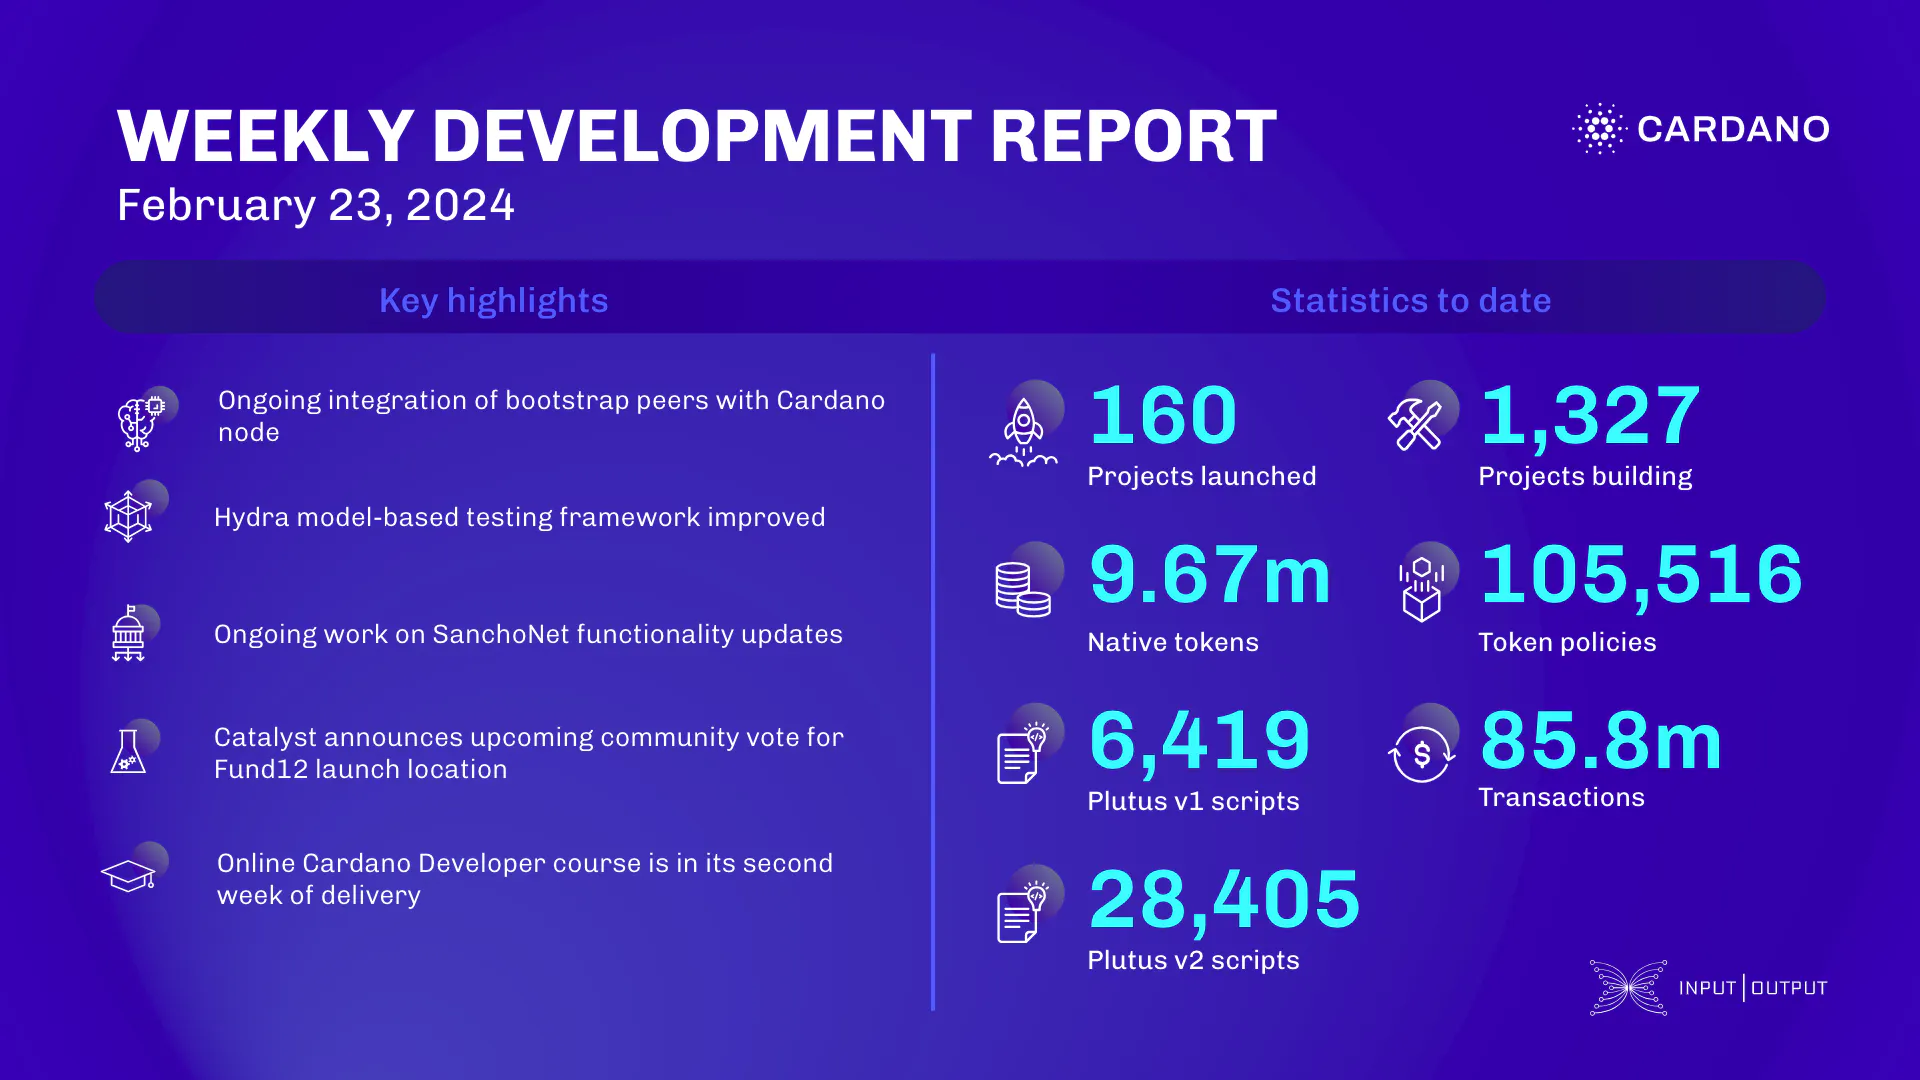 WEEKLY DEVELOPMENT REPORT
February 23, 2024
CARDANO
Key highlights
Ongoing integration of bootstrap peers with Cardano
node
Hydra model-based testing framework improved
Ongoing work on SanchoNet functionality updates
Catalyst announces upcoming community vote for
Fund12 launch location
Online Cardano Developer course is in its second
week of delivery
Statistics to date
160
Projects launched
1,327
Projects building
9.67m
Native tokens
105,516
Token policies
6,419
Plutus v1 scripts
85.8m
Transactions
28,405
Plutus v2 scripts
INPUT|OUTPUT